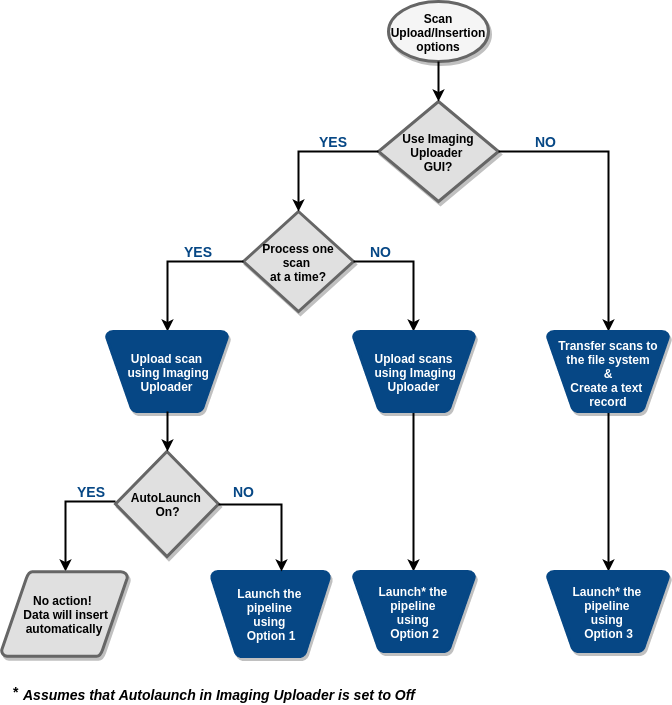 Scan
Upload/Insertion
options
Use Imaging
Uploader
GUI?
YES
NO
Process one
scan
at a time?
YES
NO
Upload scan
using Imaging
Uploader
Upload scans
using Imaging
Uploader
Transfer scans to
the file system
&
Create a text
record
AutoLaunch
On?
YES
NO
No action!
Data will insert
automatically
Launch the
pipeline
using
Option 1
Launch* the
pipeline
using
Option 2
Launch* the
pipeline
using
Option 3
* Assumes that Autolaunch in Imaging Uploader is set to Off